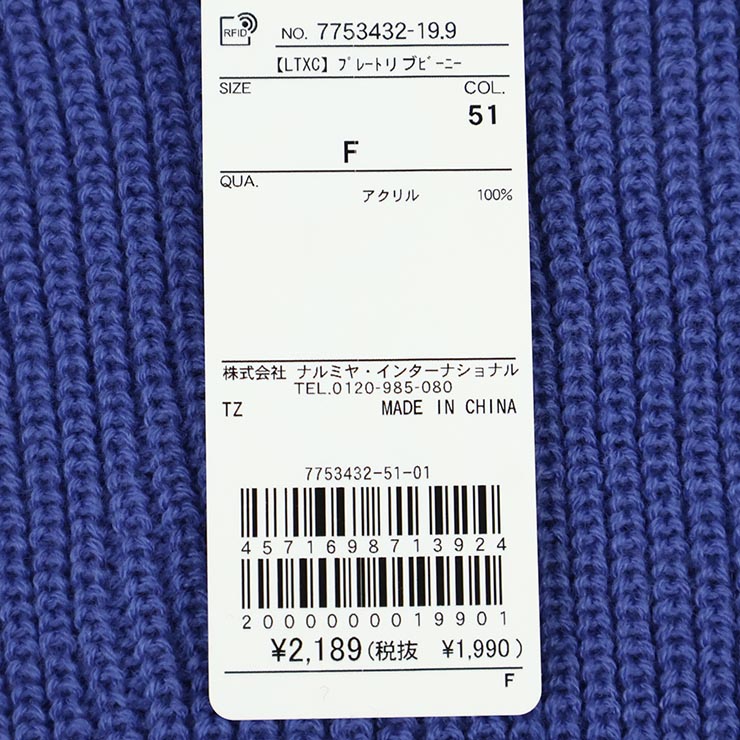 RFID
NO. 7753432-19.9
【LTXC】ﾌﾟﾚｰﾄリブﾋﾞｰﾆｰ
SIZE COL.
51
F
QUA.
アクリル 100%
株式会社 ナルミヤ・インターナショナル
TEL.0120-985-080
TZ MADE IN CHINA
7753432-51-01
4571698713924
2000000019901
¥2,189(税抜 ¥1,990)
F